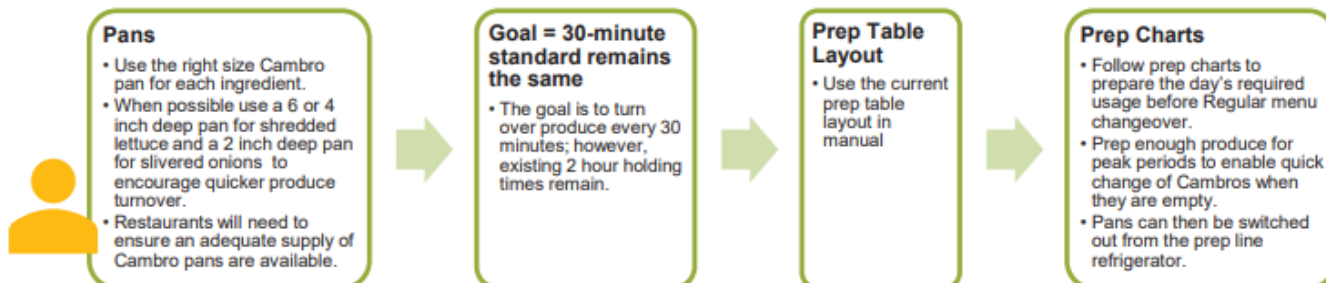 Pans
• Use the right size Cambro
pan for each ingredient.
• When possible use a 6 or 4
inch deep pan for shredded
lettuce and a 2 inch deep pan
for slivered onions to
encourage quicker produce
turnover.
• Restaurants will need to
ensure an adequate supply of
Cambro pans are available.
Goal = 30-minute
standard remains
the same
• The goal is to turn
over produce every 30
minutes; however,
existing 2 hour holding
times remain.
Prep Table
Layout
• Use the current
prep table
layout in
manual
Prep Charts
• Follow prep charts to
prepare the day's required
usage before Regular menu
changeover.
• Prep enough produce for
peak periods to enable quick
change of Cambros when
they are empty.
• Pans can then be switched
out from the prep line
refrigerator.